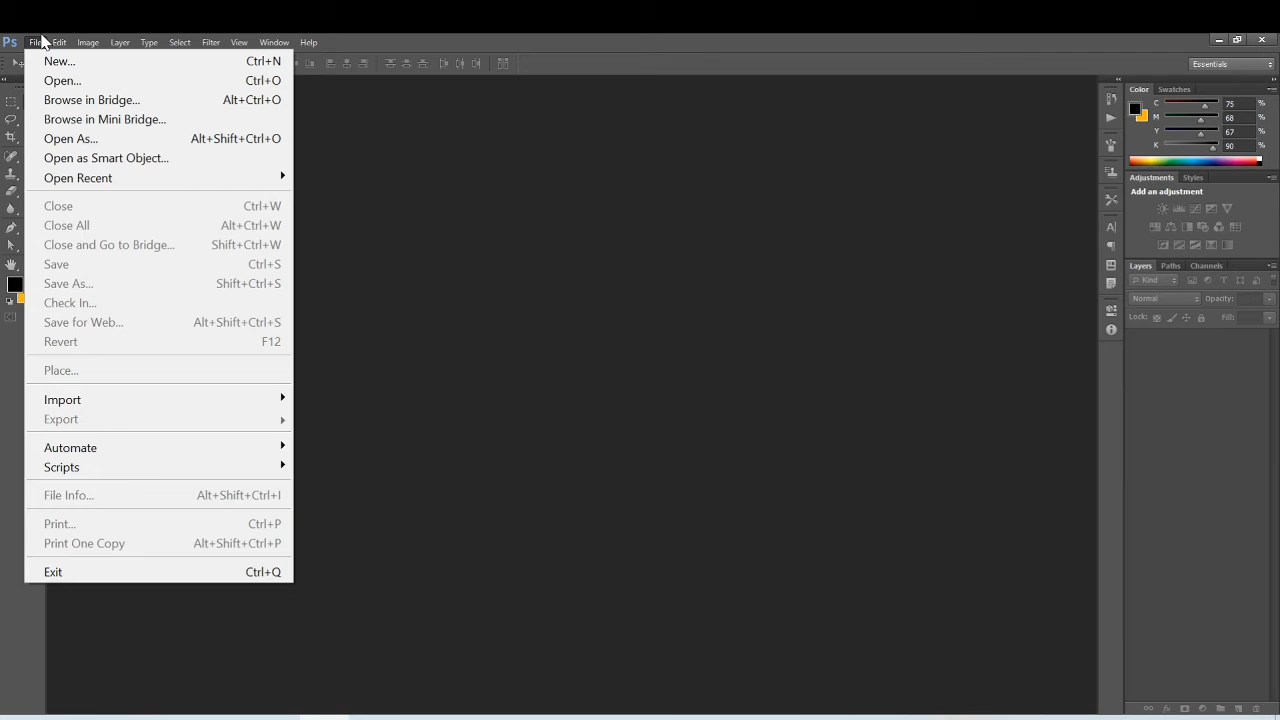 Ps File Edit Image Layer Type Select Filter View Window Help
Essentials
New... Ctrl+N
Open... Ctrl+O
Browse in Bridge... Alt+Ctrl+O
Browse in Mini Bridge...
Open As... Alt+Shift+Ctrl+O
Open as Smart Object...
Open Recent
Close Ctrl+W
Close All Alt+Ctrl+W
Close and Go to Bridge... Shift+Ctrl+W
Save Ctrl+S
Save As... Shift+Ctrl+S
Check In...
Save for Web... Alt+Shift+Ctrl+S
Revert F12
Place...
Import
Export
Automate
Scripts
File Info... Alt+Shift+Ctrl+I
Print... Ctrl+P
Print One Copy Alt+Shift+Ctrl+P
Exit Ctrl+Q
Color Swatches
C 75 %
M 68 %
Y 67 %
K 90 %
Adjustments Styles
Add an adjustment
Layers Paths Channels
Kind
Normal Opacity:
Lock: Fill: